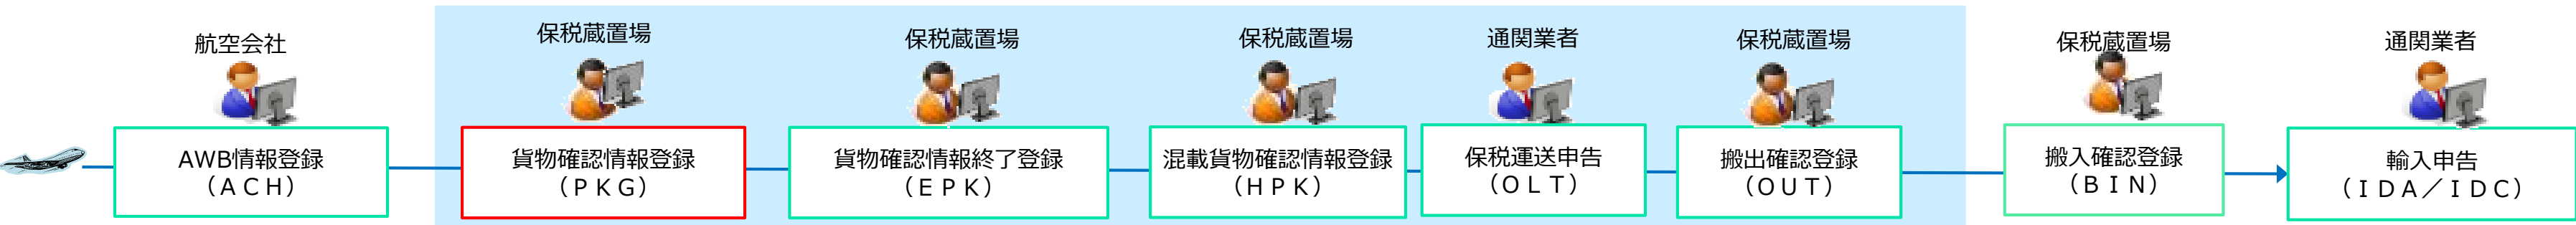 航空会社
AWB情報登録
（ＡＣＨ）
保税蔵置場
貨物確認情報登録
（ＰＫＧ）
保税蔵置場
貨物確認情報終了登録
（ＥＰＫ）
保税蔵置場
混載貨物確認情報登録
（ＨＰＫ）
通関業者
保税運送申告
（ＯＬＴ）
保税蔵置場
搬出確認登録
（ＯＵＴ）
保税蔵置場
搬入確認登録
（ＢＩＮ）
通関業者
輸入申告
（ＩＤＡ／ＩＤＣ）